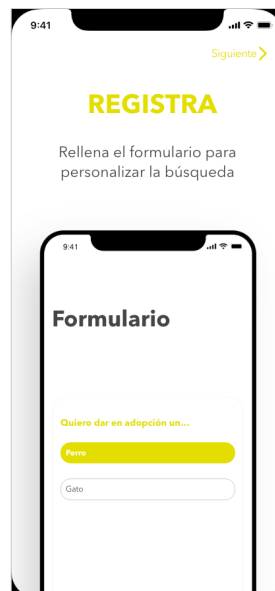 9:41
Siguiente
REGISTRA
Rellena el formulario para
personalizar la búsqueda
9:41
Formulario
Quiero dar en adopción un...
Perro
Gato